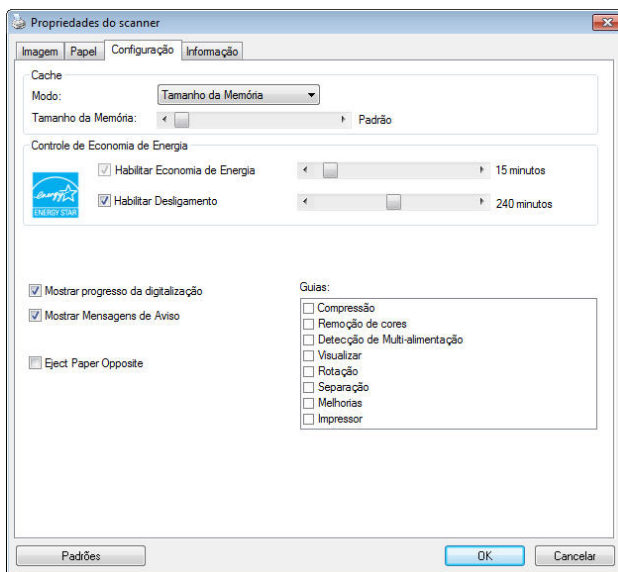 Propriedades do scanner
Imagem Papel Configuração Informação
Cache
Modo: Tamanho da Memória
Tamanho da Memória: Padrão
Controle de Economia de Energia
Habilitar Economia de Energia 15 minutos
energy
ENERGY STAR
Habilitar Desligamento 240 minutos
Mostrar progresso da digitalização
Mostrar Mensagens de Aviso
Eject Paper Opposite
Guias:
Compressão
Remoção de cores
Detecção de Multi-alimentação
Visualizar
Rotação
Separação
Melhorias
Impressor
Padrões OK Cancelar